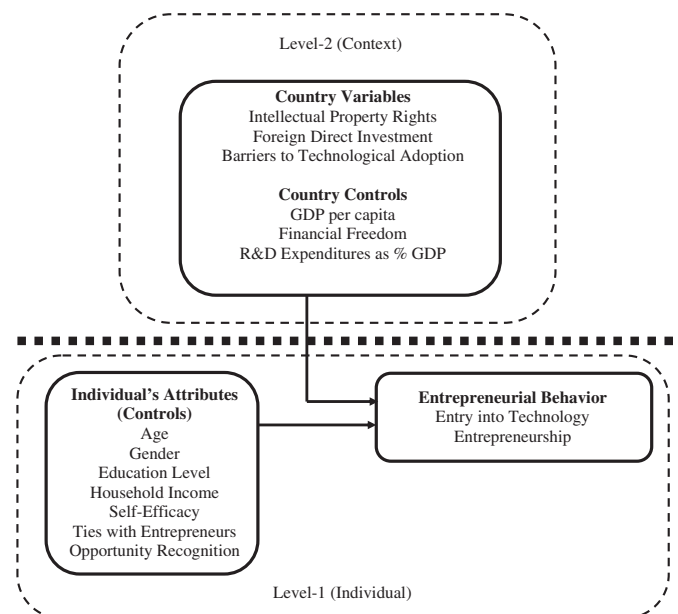 Level-2 (Context)
Country Variables
Intellectual Property Rights
Foreign Direct Investment
Barriers to Technological Adoption
Country Controls
GDP per capita
Financial Freedom
R&D Expenditures as % GDP
Individual's Attributes
(Controls)
Age
Gender
Education Level
Household Income
Self-Efficacy
Ties with Entrepreneurs
Opportunity Recognition
Entrepreneurial Behavior
Entry into Technology
Entrepreneurship
Level-1 (Individual)